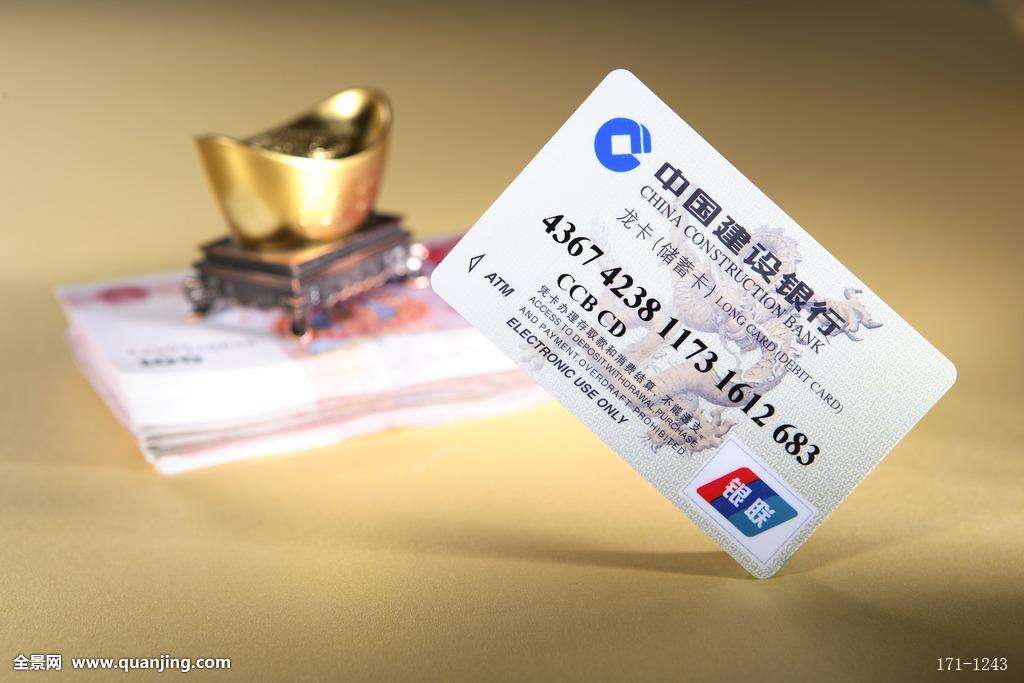 中国建设银行
CHINA CONSTRUCTION BANK
龙卡(储蓄卡) LONG CARD (DEBIT CARD)
4367 4238 1173 1612 683
ATM
CCB CD
凭卡办理存取款和消费结算,不能透支
ACCESS TO DEPOSIT, WITHDRAWAL, PURCHASE
AND PAYMENT, OVERDRAFT PROHIBITED.
ELECTRONIC USE ONLY
银联
100
全景网 www.quanjing.com
171-1243